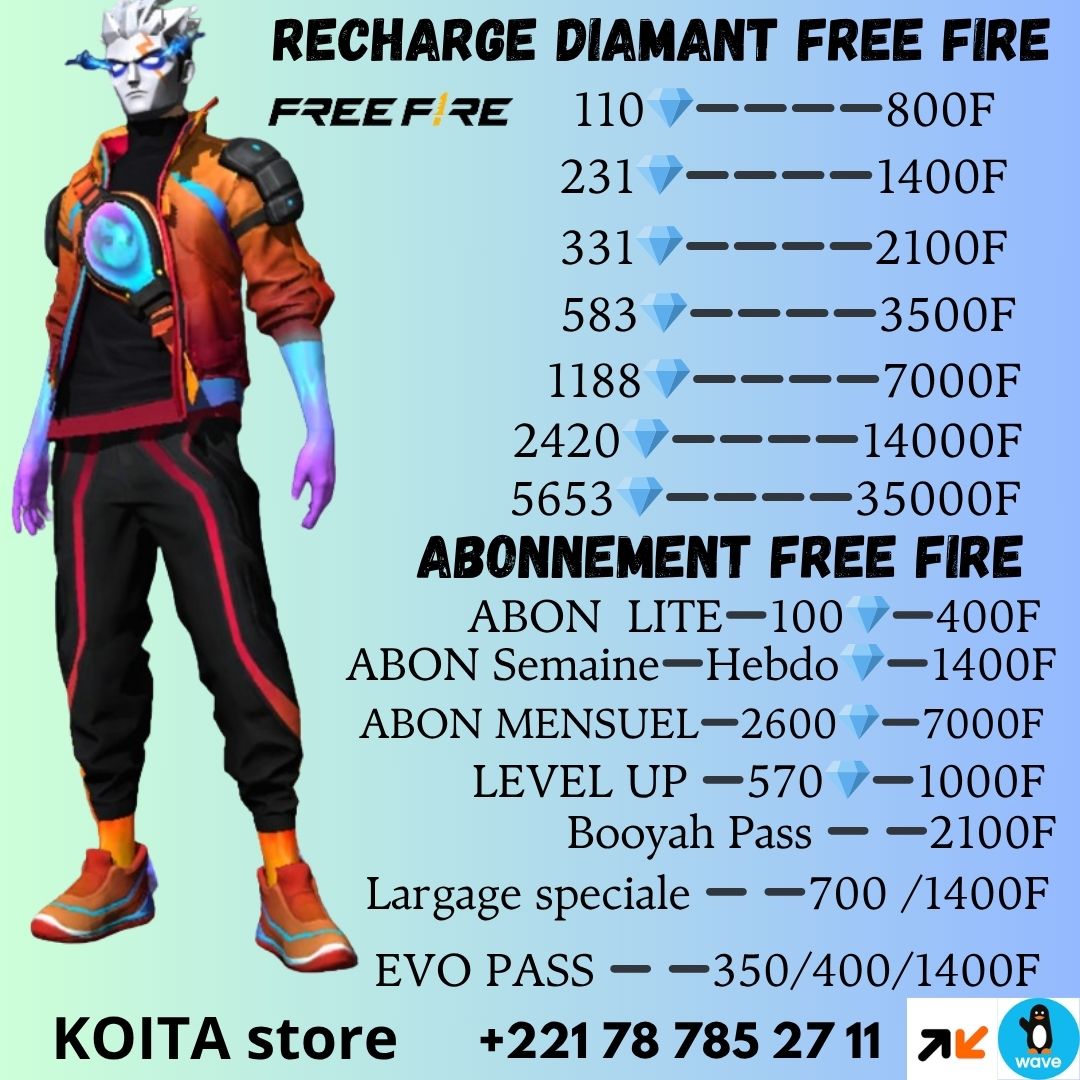 RECHARGE DIAMANT FREE FIRE
FREE FIRE 110💎————800F
231💎————1400F
331💎————2100F
583💎————3500F
1188💎————7000F
2420💎————14000F
5653💎————35000F
ABONNEMENT FREE FIRE
ABON LITE—100💎—400F
ABON Semaine—Hebdo💎—1400F
ABON MENSUEL—2600💎—7000F
LEVEL UP —570💎—1000F
Booyah Pass — —2100F
Largage speciale — —700 /1400F
EVO PASS — —350/400/1400F
KOITA store +221 78 785 27 11 wave